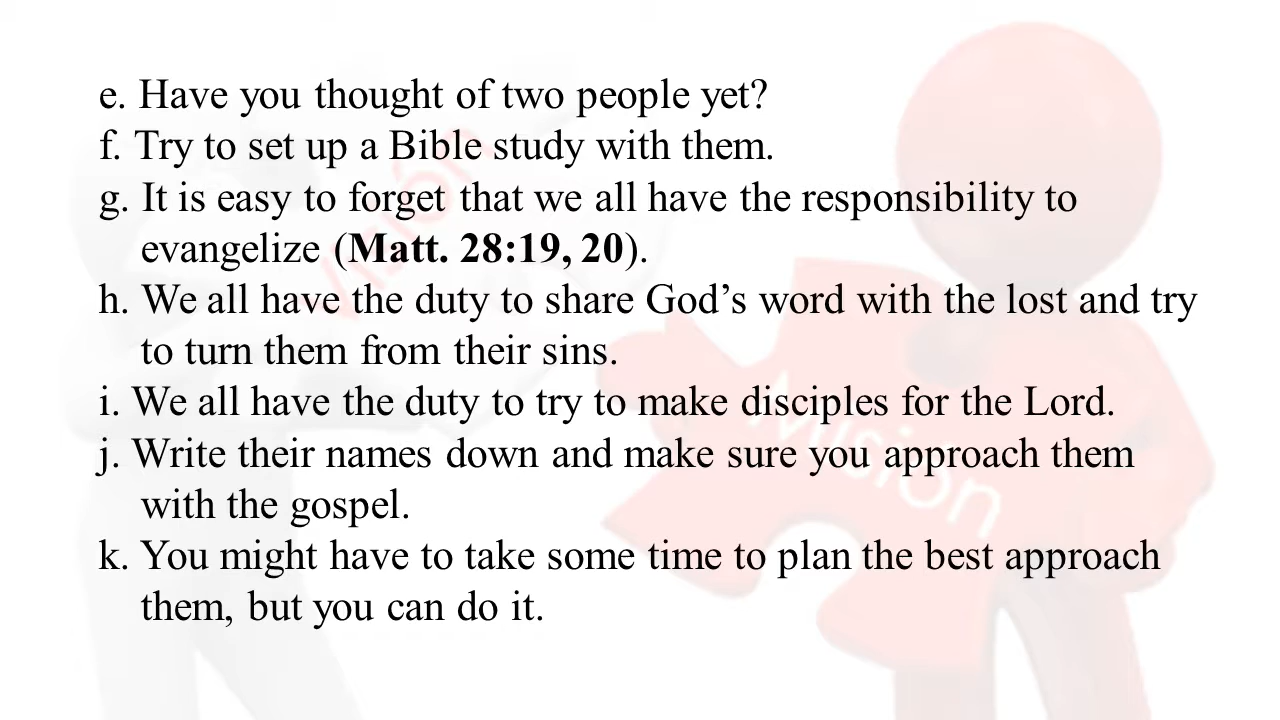 e. Have you thought of two people yet?
f. Try to set up a Bible study with them.
g. It is easy to forget that we all have the responsibility to
evangelize (Matt. 28:19, 20).
h. We all have the duty to share God’s word with the lost and try
to turn them from their sins.
i. We all have the duty to try to make disciples for the Lord.
j. Write their names down and make sure you approach them
with the gospel.
k. You might have to take some time to plan the best approach
them, but you can do it.
Vision
Mission